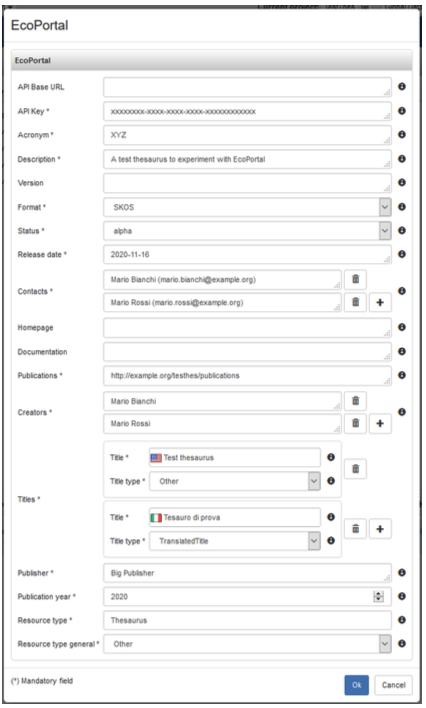 EcoPortal
EcoPortal
API Base URL
API Key * xxxxxxxx-xxxx-xxxx-xxxx-xxxxxxxxxxxx
Acronym * XYZ
Description * A test thesaurus to experiment with EcoPortal
Version
Format * SKOS
Status * alpha
Release date * 2020-11-16
Contacts * Mario Bianchi (mario.bianchi@example.org)
Mario Rossi (mario.rossi@example.org)
Homepage
Documentation
Publications * http://example.org/testhes/publications
Creators * Mario Bianchi
Mario Rossi
Titles *
Title * Test thesaurus
Title type * Other
Title * Tesauro di prova
Title type * TranslatedTitle
Publisher * Big Publisher
Publication year * 2020
Resource type * Thesaurus
Resource type general * Other
(*) Mandatory field
Ok Cancel